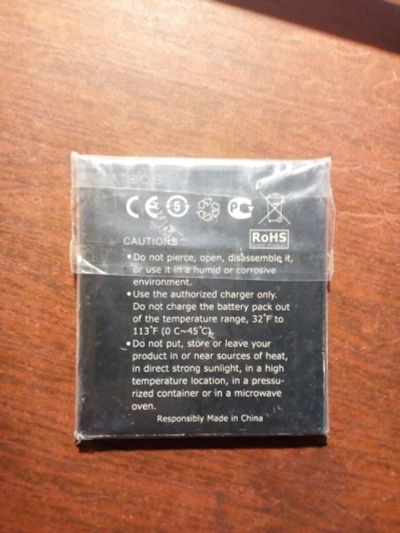 CE 5 PG
RoHS
CAUTIONS
•Do not pierce, open, disassemble it,
or use it in a humid or corrosive
environment.
•Use the authorized charger only.
Do not charge the battery pack out
of the temperature range, 32°F to
113°F (0 C~45°C).
•Do not put, store or leave your
product in or near sources of heat,
in direct strong sunlight, in a high
temperature location, in a pressu-
rized container or in a microwave
oven.
Responsibly Made in China